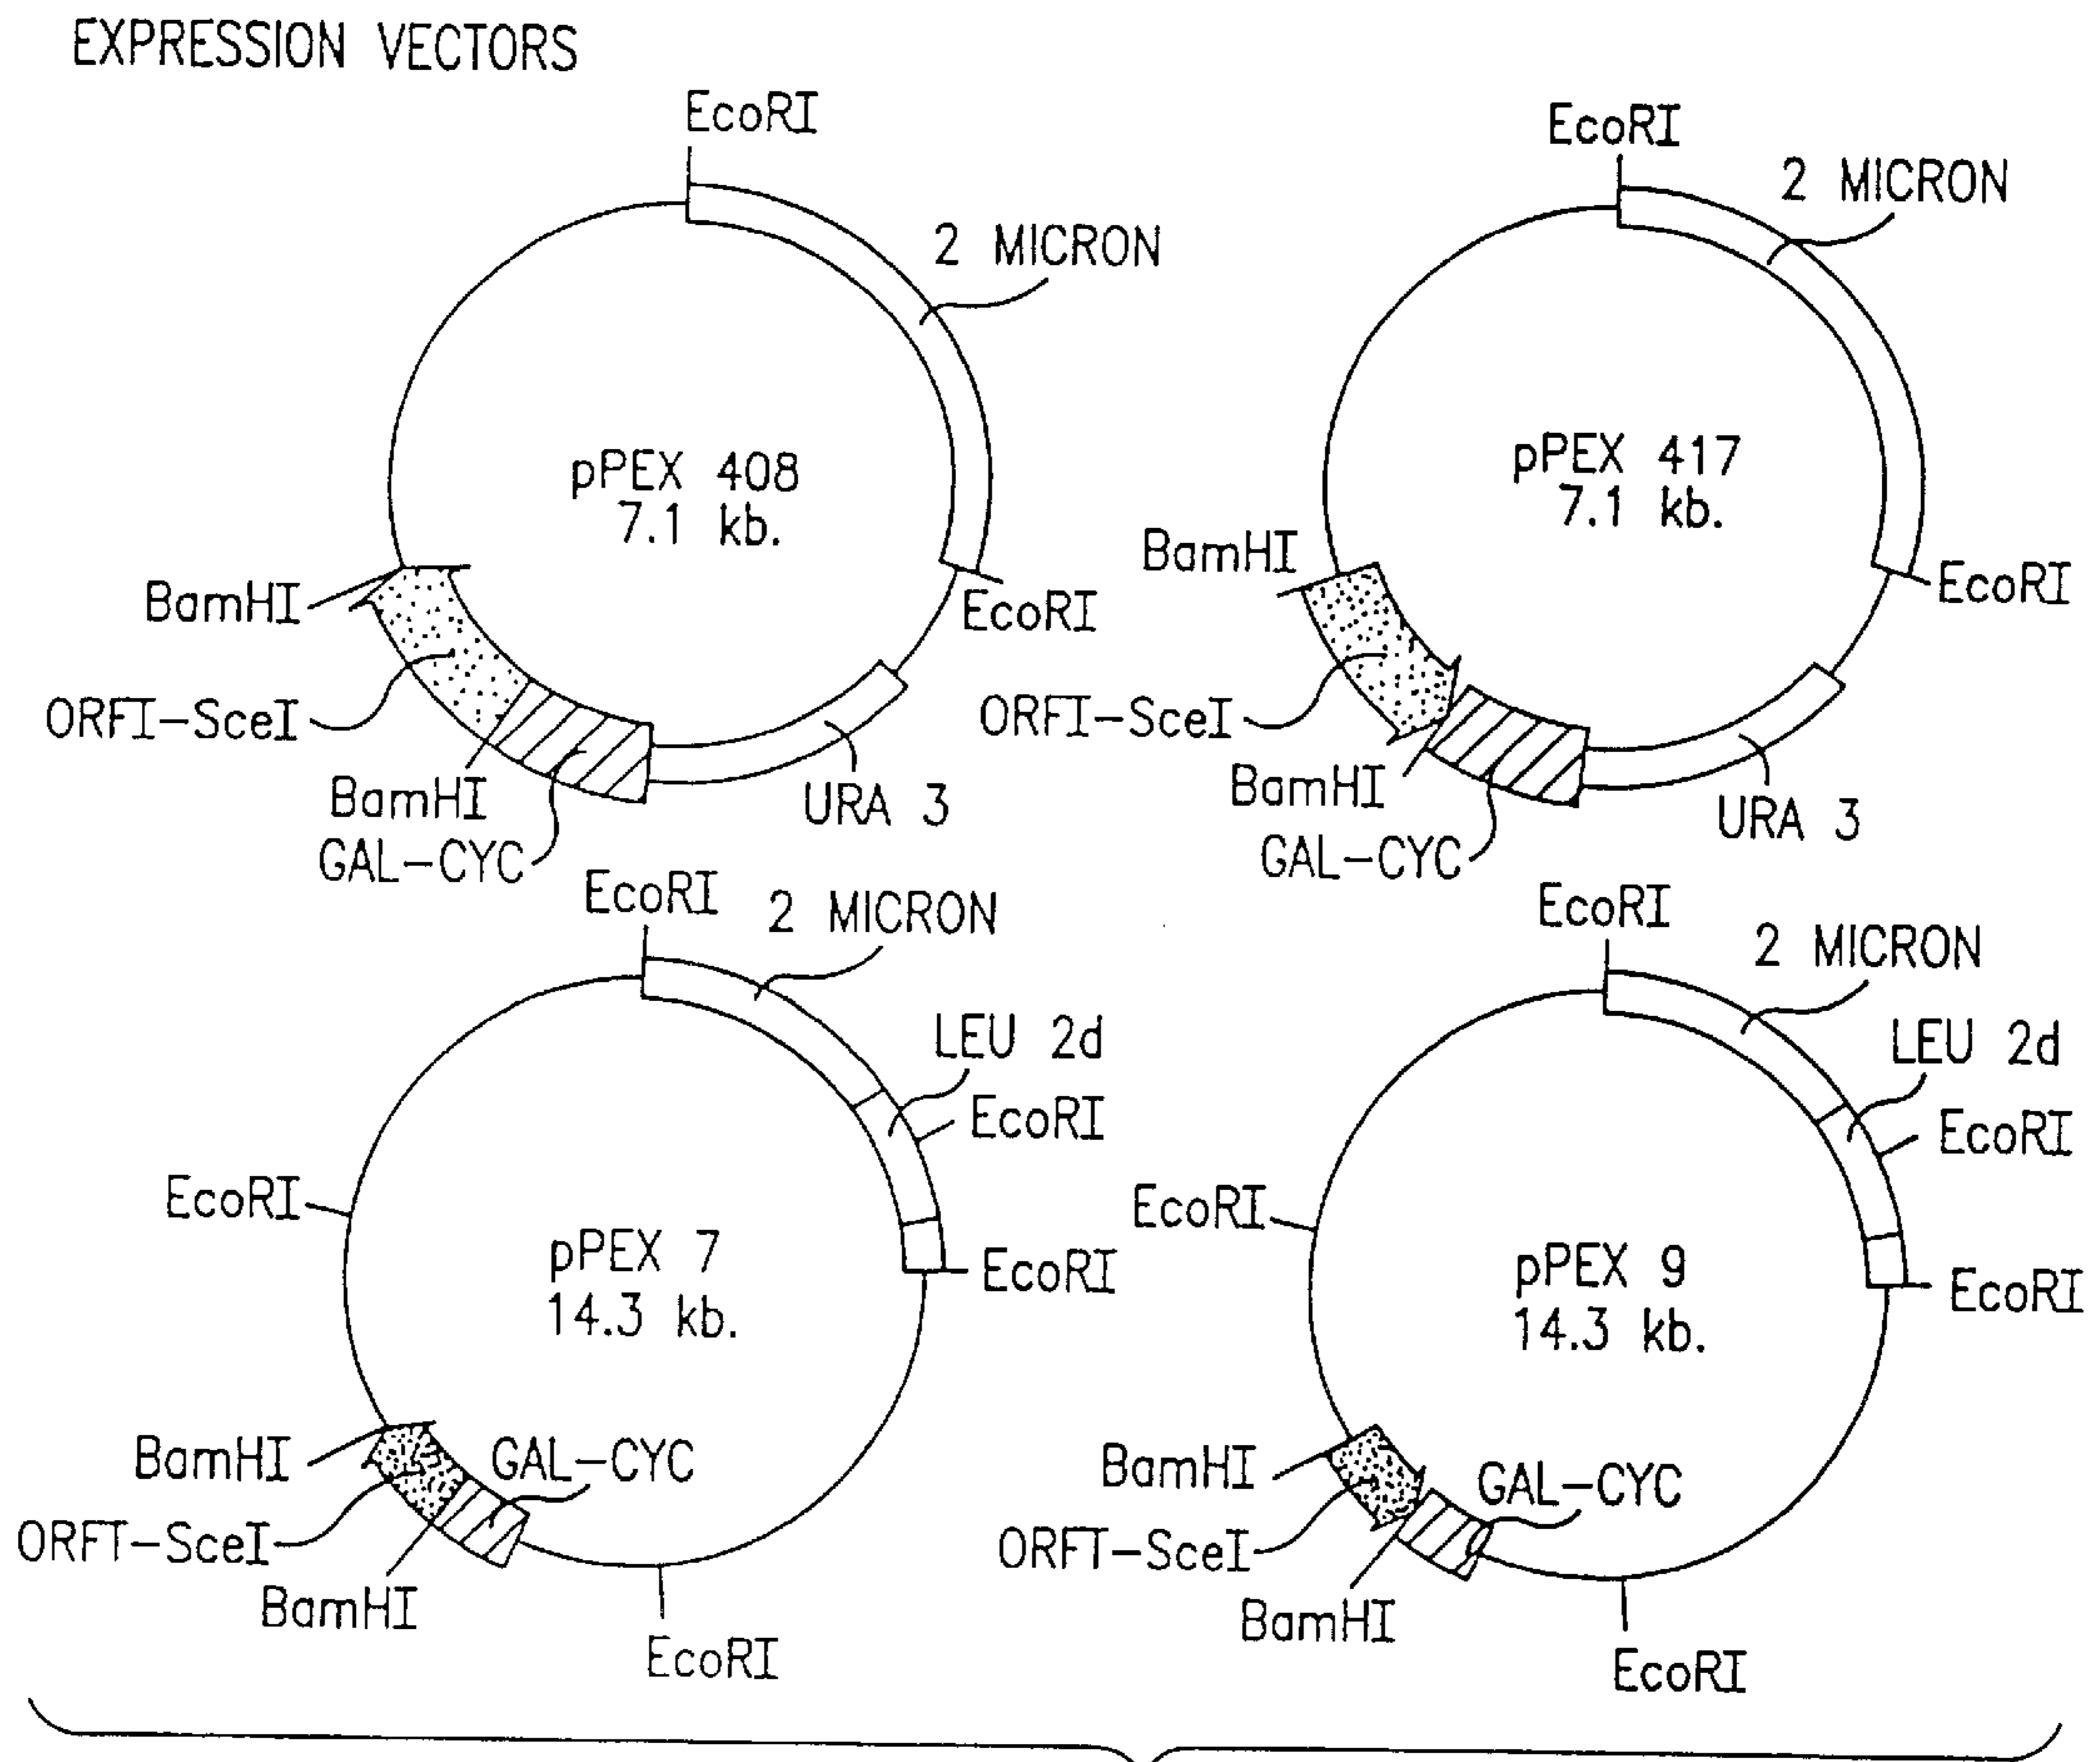 EXPRESSION VECTORS
EcoRI
2 MICRON
pPEX 408
7.1 kb.
BamHI
EcoRI
ORFI-SceI
BamHI
URA 3
GAL-CYC
EcoRI
2 MICRON
pPEX 417
7.1 kb.
BamHI
EcoRI
ORFI-SceI
BamHI
URA 3
GAL-CYC
EcoRI
2 MICRON
LEU 2d
EcoRI
EcoRI
pPEX 7
14.3 kb.
EcoRI
BamHI
GAL-CYC
ORFT-SceI
BamHI
EcoRI
EcoRI
2 MICRON
LEU 2d
EcoRI
EcoRI
pPEX 9
14.3 kb.
EcoRI
BamHI
GAL-CYC
ORFT-SceI
BamHI
EcoRI